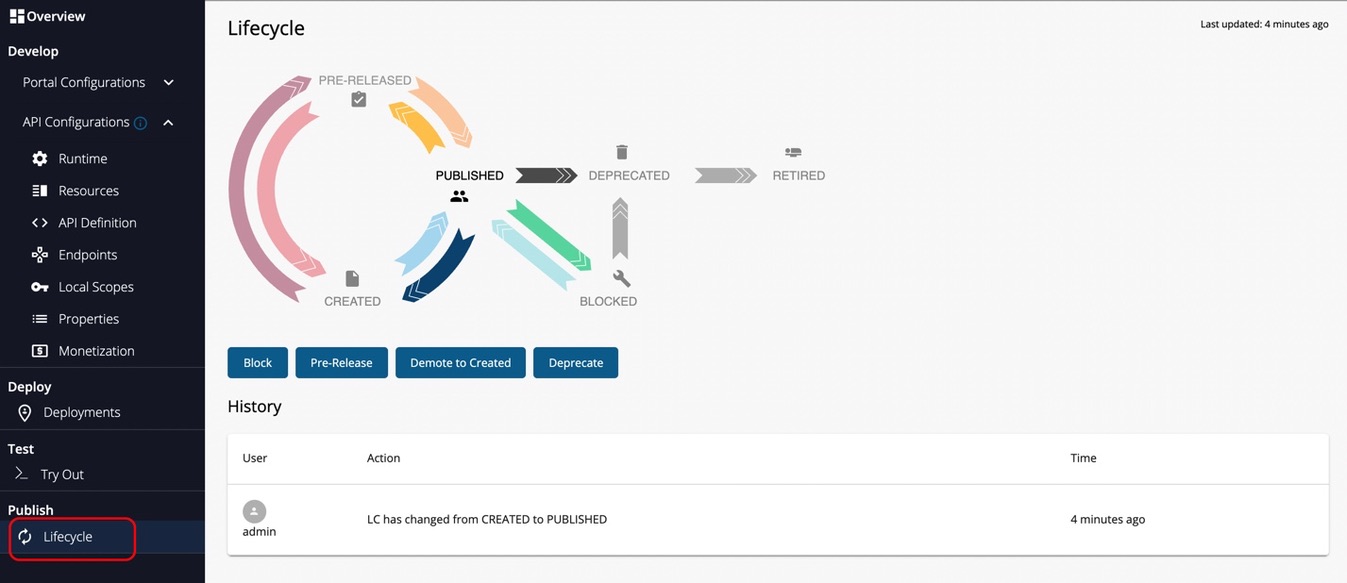 Overview
Develop
Portal Configurations
API Configurations
Runtime
Resources
API Definition
Endpoints
Local Scopes
Properties
Monetization
Deploy
Deployments
Test
Try Out
Publish
Lifecycle
Lifecycle
Last updated: 4 minutes ago
PRE-RELEASED
PUBLISHED
DEPRECATED
RETIRED
CREATED
BLOCKED
Block
Pre-Release
Demote to Created
Deprecate
History
User Action Time
admin LC has changed from CREATED to PUBLISHED 4 minutes ago